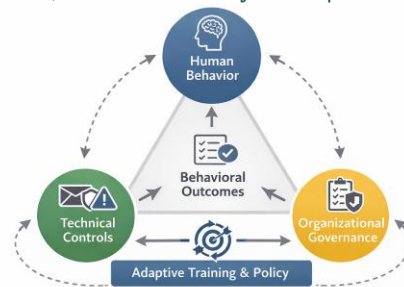 Human
Behavior
Behavioral
Outcomes
Technical
Controls
Organizational
Governance
Adaptive Training & Policy